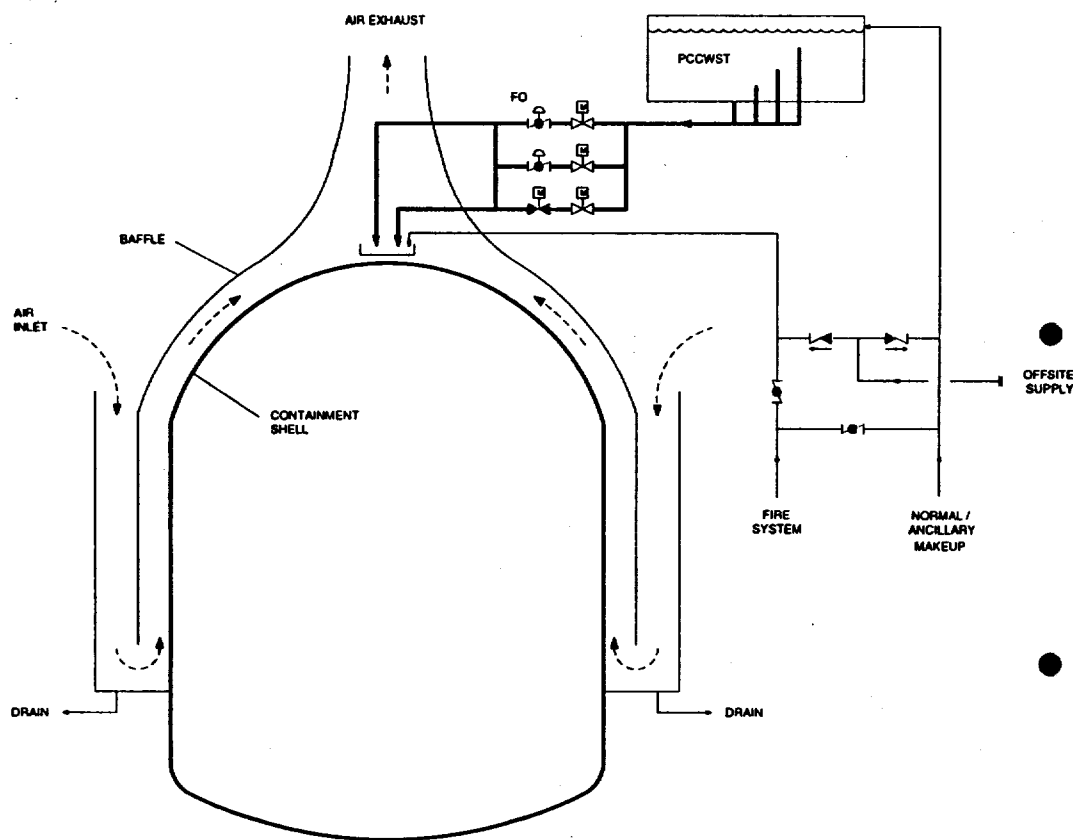 AIR EXHAUST
PCCWST
FO
M
M
M
M
BAFFLE
AIR
INLET
OFFSITE
SUPPLY
CONTAINMENT
SHELL
FIRE
SYSTEM
NORMAL /
ANCILLARY
MAKEUP
DRAIN
DRAIN